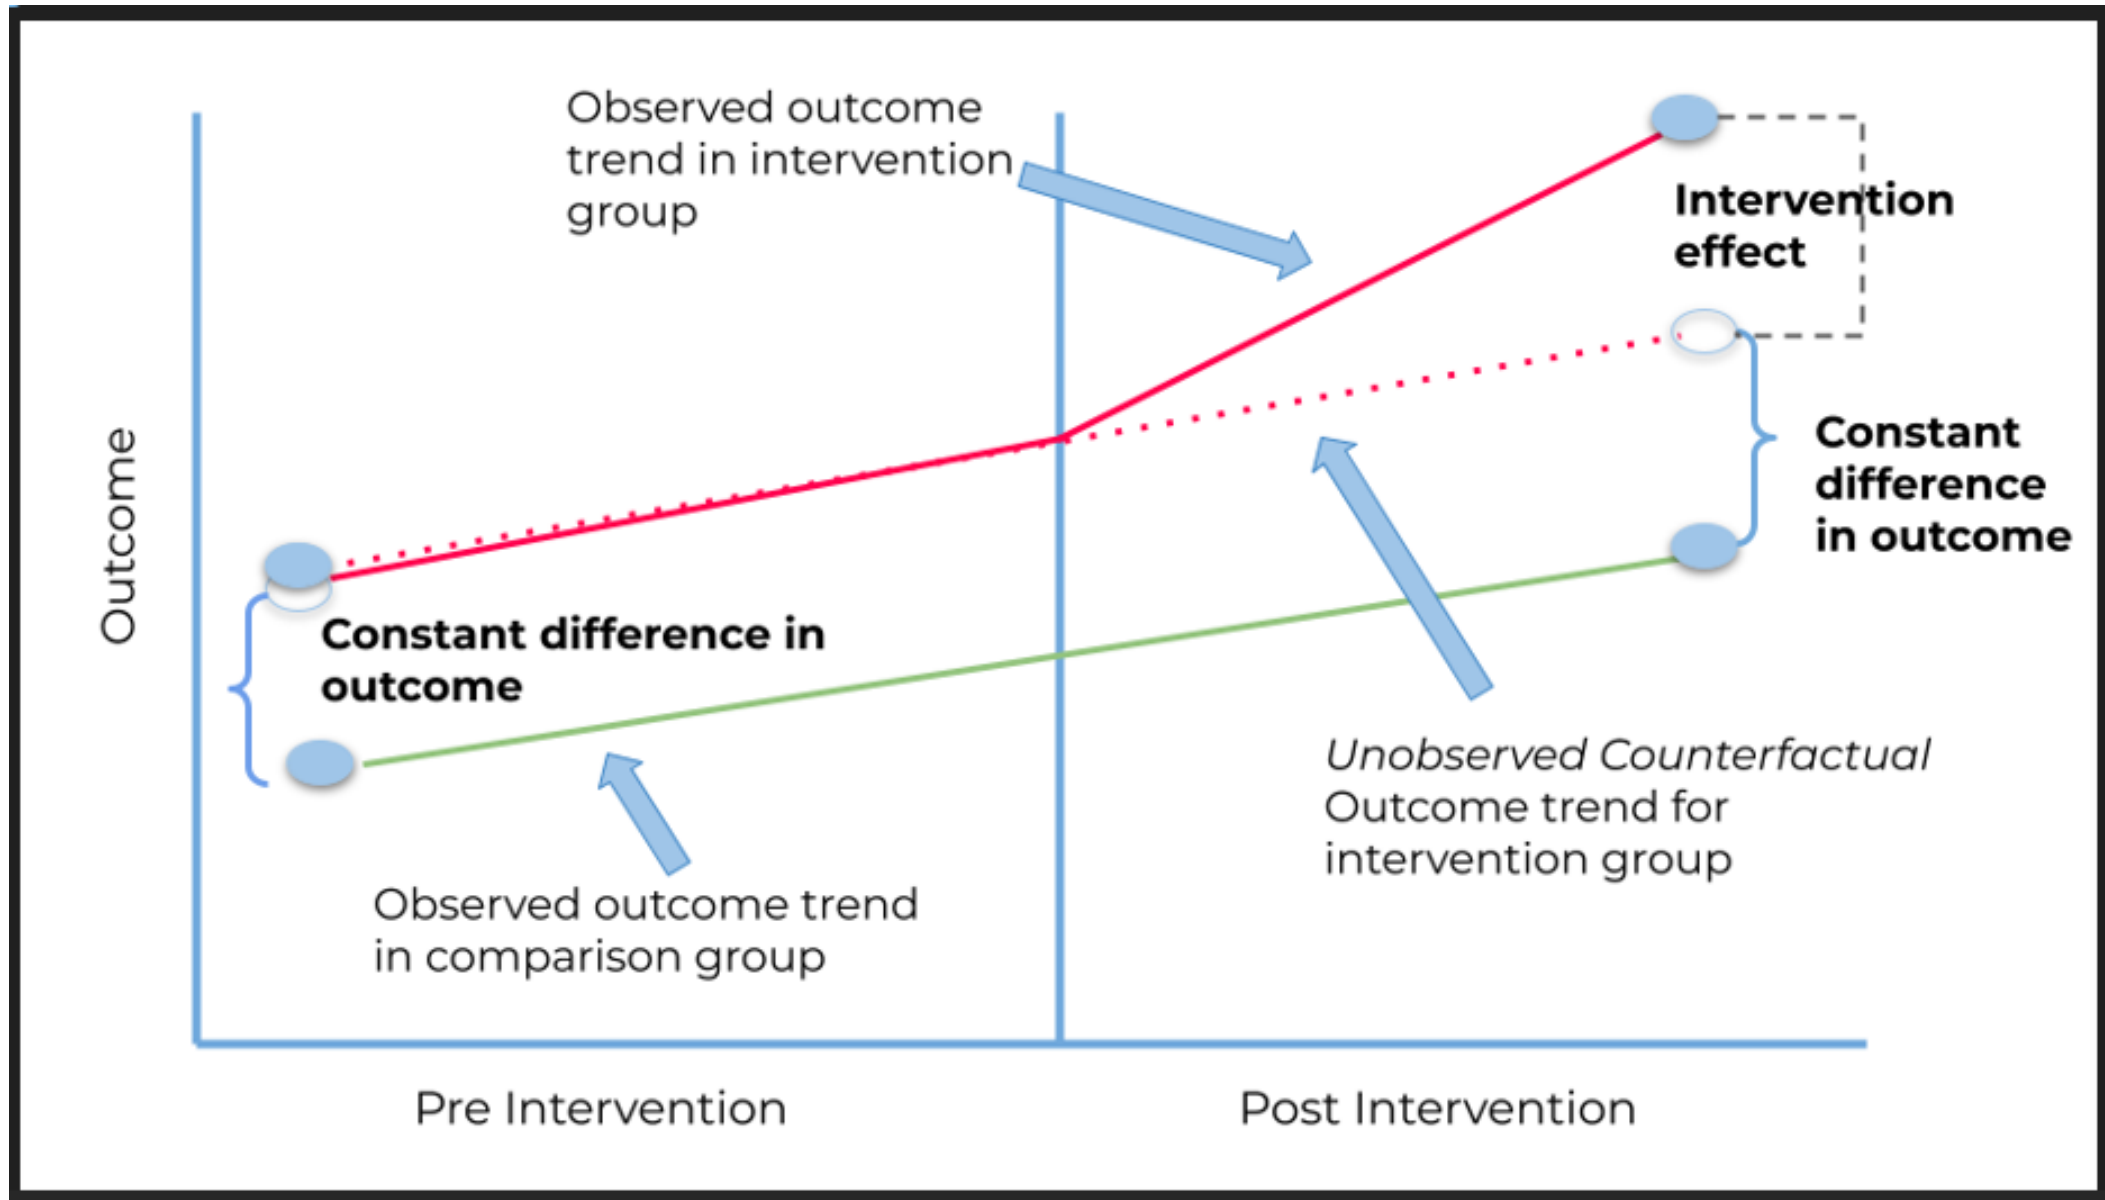 Observed outcome
trend in intervention
group
Intervention
effect
Outcome
Constant
difference
in outcome
Constant difference in
outcome
Unobserved Counterfactual
Outcome trend for
intervention group
Observed outcome trend
in comparison group
Pre Intervention
Post Intervention